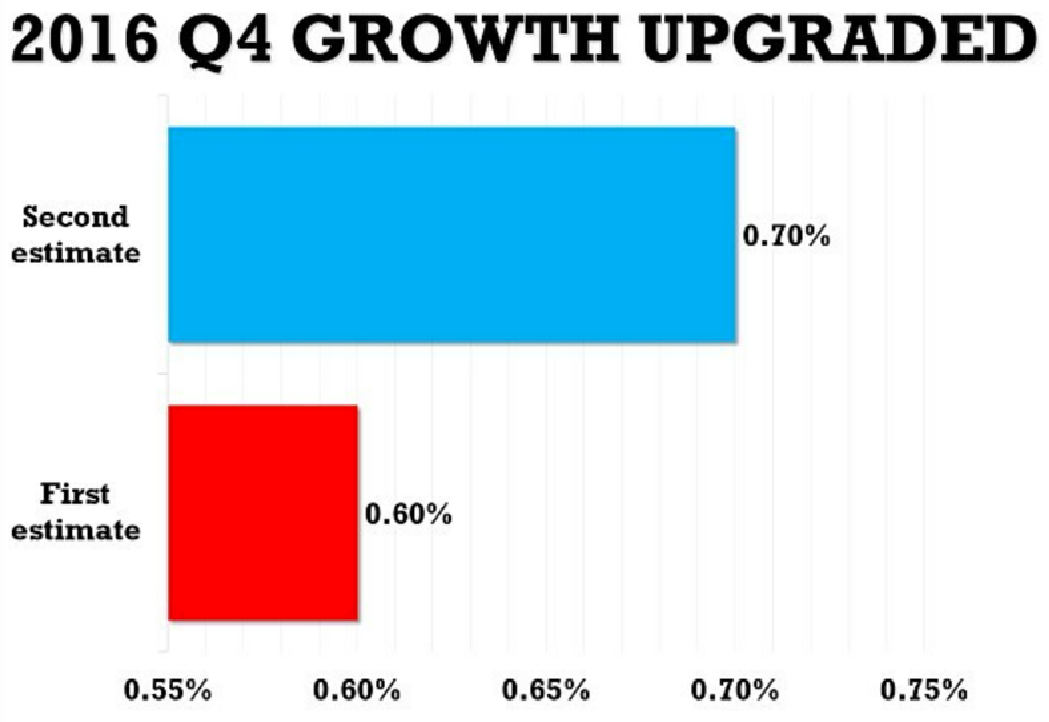 2016 Q4 GROWTH UPGRADED
Second
estimate
0.70%
First
estimate
0.60%
0.55% 0.60% 0.65% 0.70% 0.75%